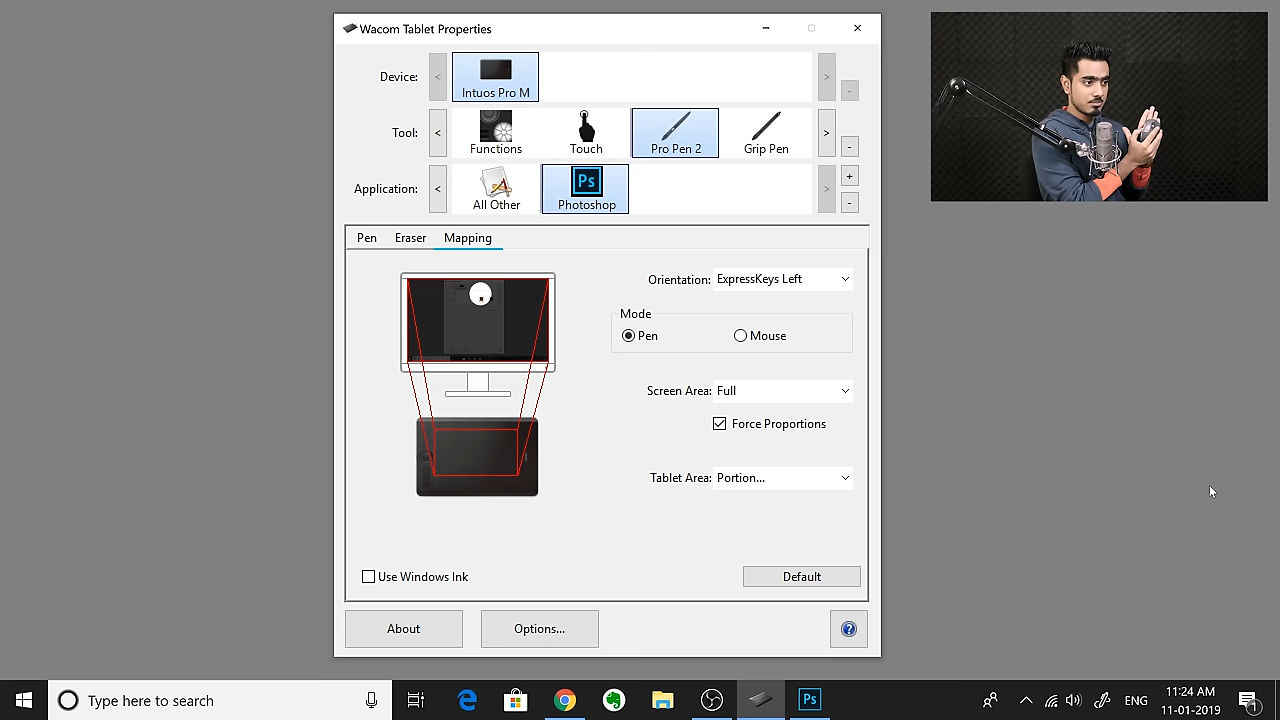 Wacom Tablet Properties
Device:
Intuos Pro M
Tool:
Functions
Touch
Pro Pen 2
Grip Pen
Application:
All Other
Ps
Photoshop
Pen
Eraser
Mapping
Orientation:
ExpressKeys Left
Mode
Pen
Mouse
Screen Area:
Full
Force Proportions
Tablet Area:
Portion...
Use Windows Ink
Default
About
Options...
?
Type here to search
Ps
ENG
11:24 AM
11-01-2019
1